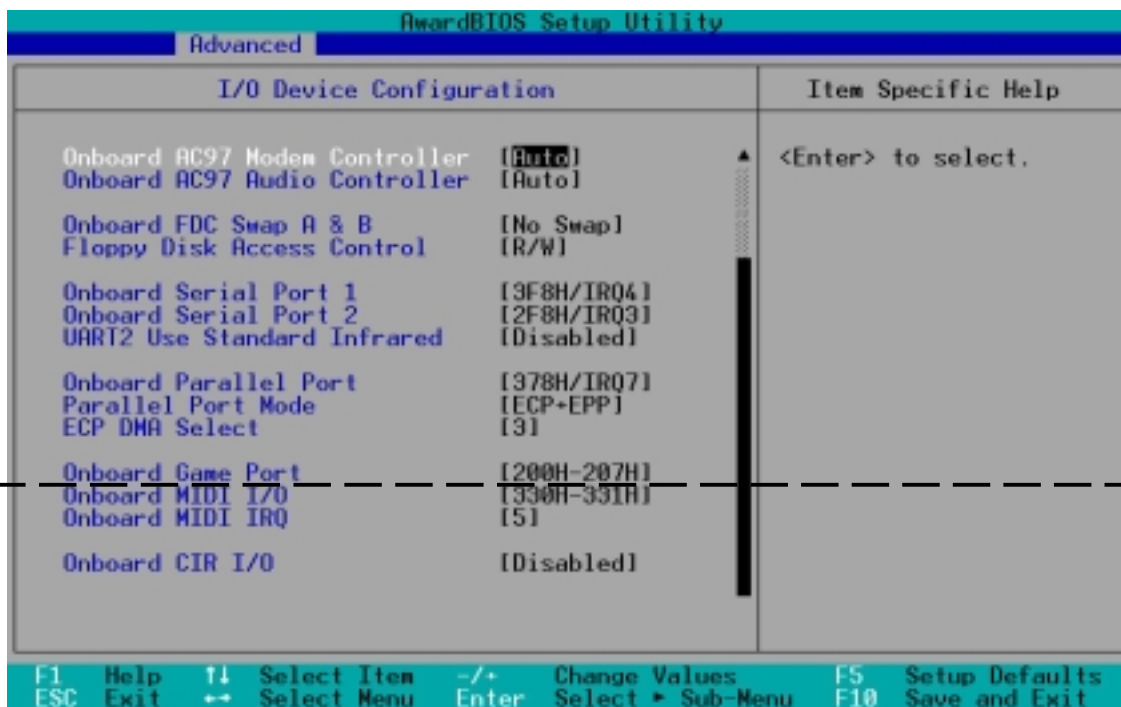 AwardBIOS Setup Utility
Advanced
I/O Device Configuration
Item Specific Help
Onboard AC97 Modem Controller [Auto]
<Enter> to select.
Onboard AC97 Audio Controller [Auto]
Onboard FDC Swap A & B [No Swap]
Floppy Disk Access Control [R/W]
Onboard Serial Port 1 [3F8H/IRQ4]
Onboard Serial Port 2 [2F8H/IRQ3]
UART2 Use Standard Infrared [Disabled]
Onboard Parallel Port [378H/IRQ7]
Parallel Port Mode [ECP+EPP]
ECP DMA Select [3]
Onboard Game Port [200H-207H]
Onboard MIDI I/O [330H-331H]
Onboard MIDI IRQ [5]
Onboard CIR I/O [Disabled]
F1 Help ↑↓ Select Item -/+ Change Values F5 Setup Defaults
ESC Exit ←→ Select Menu Enter Select ► Sub-Menu F10 Save and Exit